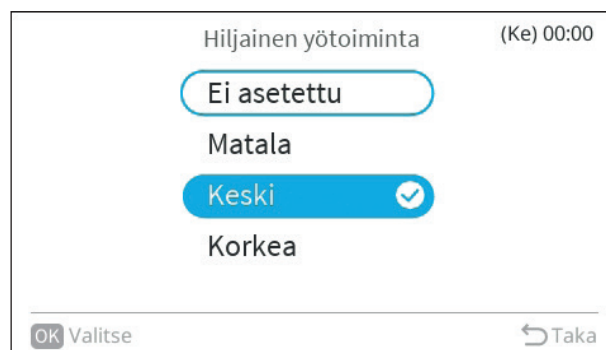 Hiljainen yötoiminta (Ke) 00:00
Ei asetettu
Matala
Keski
Korkea
OK Valitse Taka